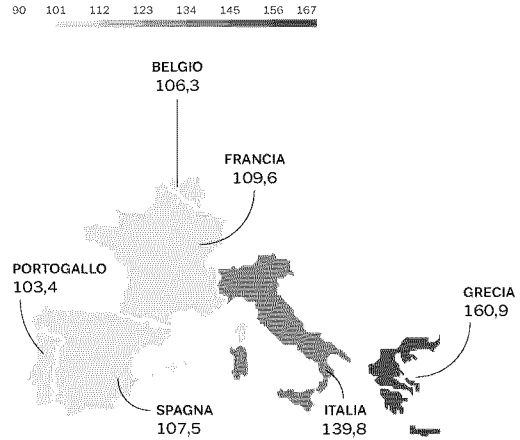 90 101 112 123 134 145 156 167
BELGIO
106,3
FRANCIA
109,6
PORTOGALLO
103,4
GRECIA
160,9
SPAGNA
107,5
ITALIA
139,8